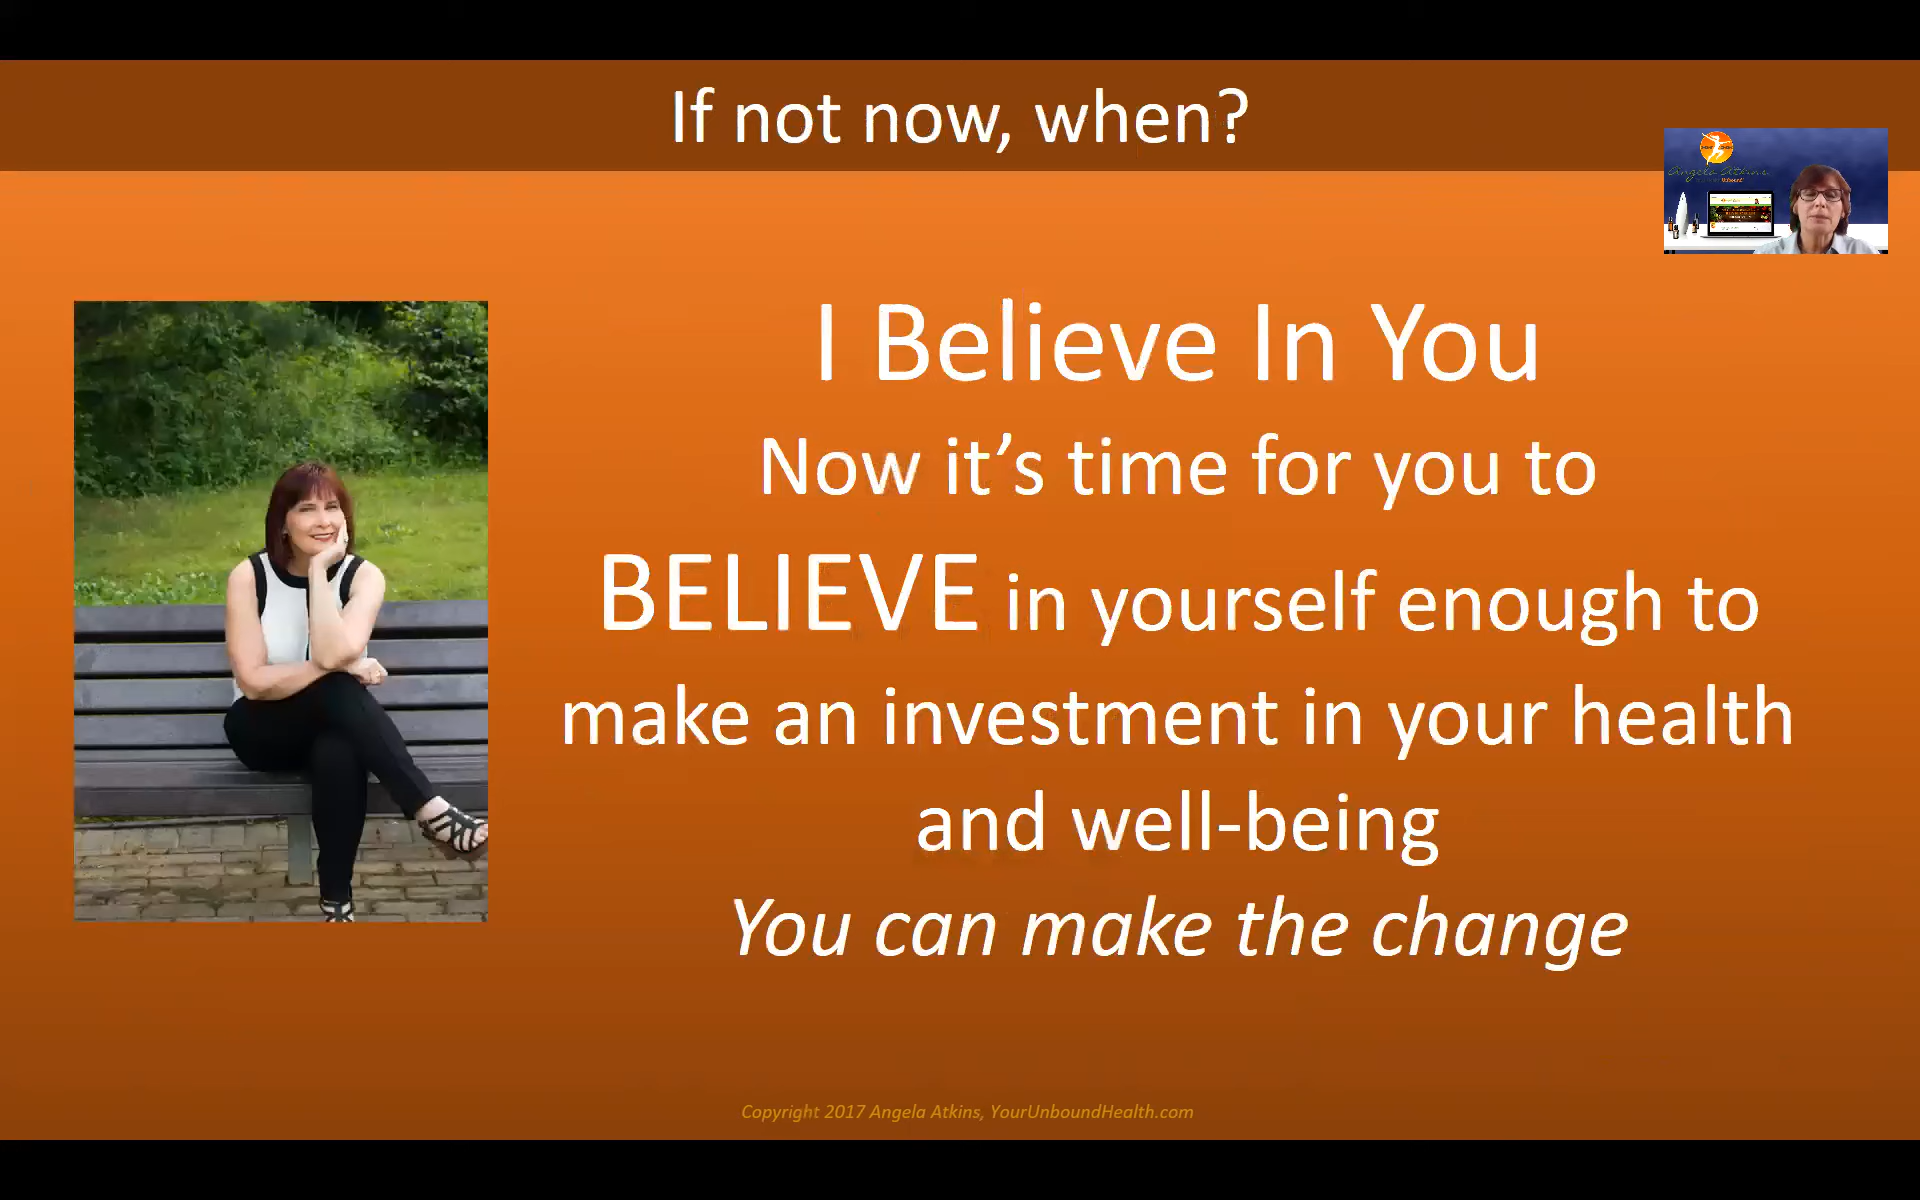 If not now, when?
Angela Atkins
I Believe In You
Now it’s time for you to
BELIEVE in yourself enough to
make an investment in your health
and well-being
You can make the change
Copyright 2017 Angela Atkins, YourUnboundHealth.com